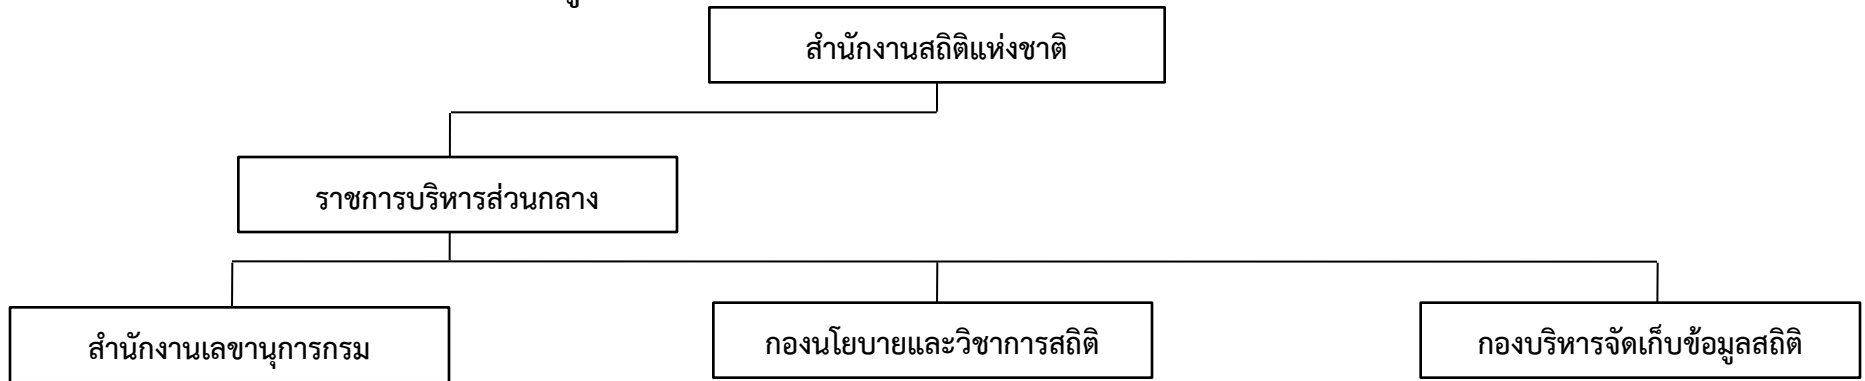 สำนักงานสถิติแห่งชาติ
ราชการบริหารส่วนกลาง
สำนักงานเลขานุการกรม
กองนโยบายและวิชาการสถิติ
กองบริหารจัดเก็บข้อมูลสถิติ